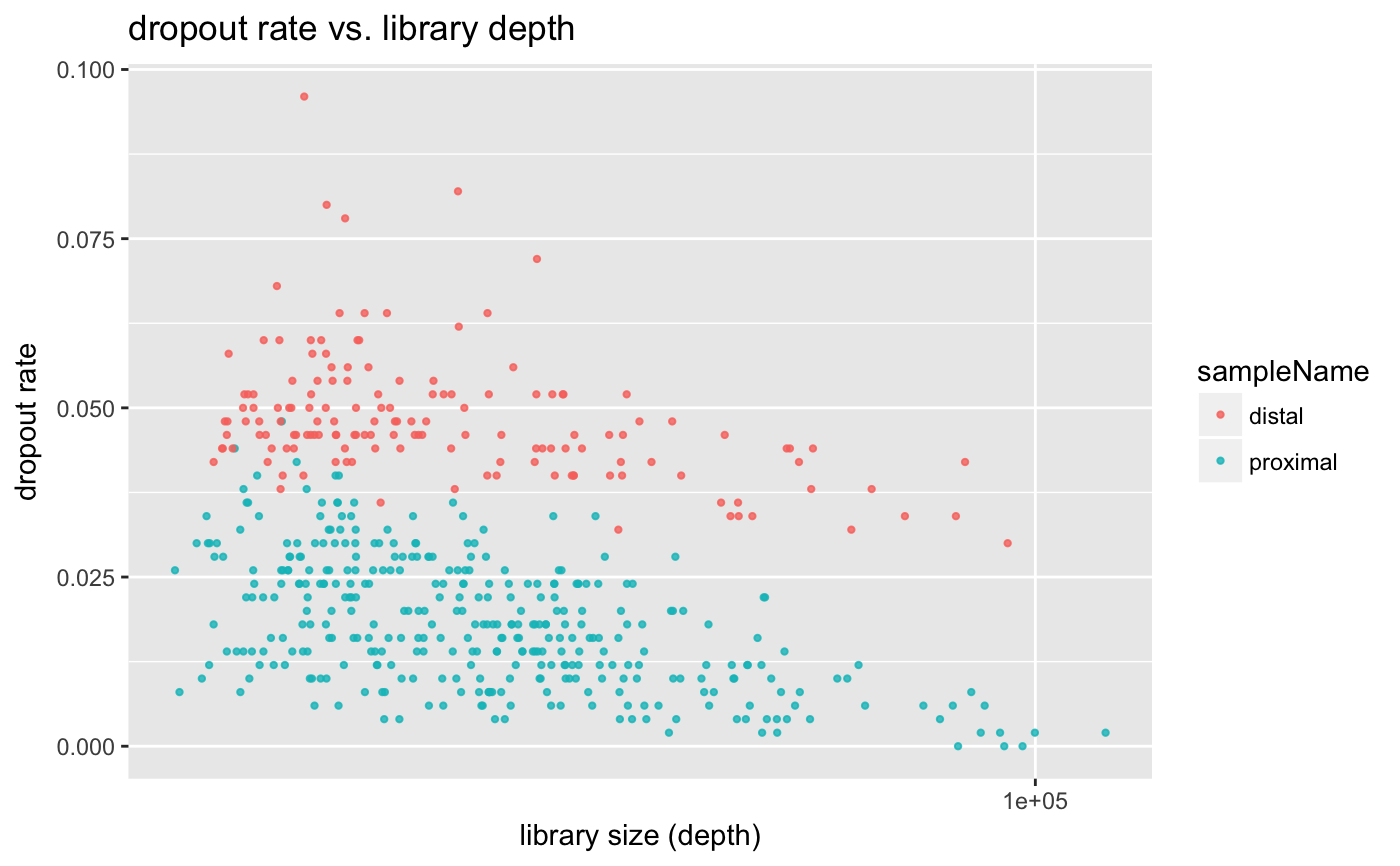 dropout rate vs. library depth
0.100
0.075
0.050
0.025
0.000
dropout rate
1e+05
library size (depth)
sampleName
distal
proximal